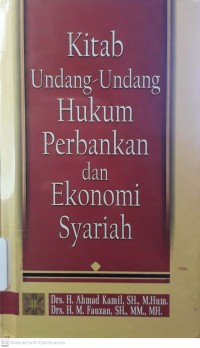 Kitab
Undang-Undang
Hukum
Perbankan
dan
Ekonomi
Syariah
Drs. H. Ahmad Kamil, SH., M.Hum.
Drs. H. M. Fauzan, SH., MM., MH.